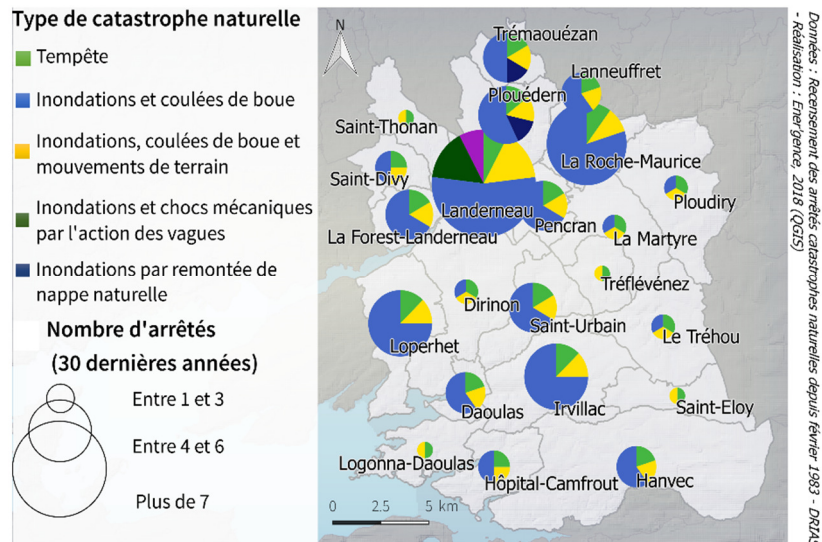 Type de catastrophe naturelle
Tempête
Inondations et coulées de boue
Inondations, coulées de boue et
mouvements de terrain
Inondations et chocs mécaniques
par l'action des vagues
Inondations par remontée de
nappe naturelle
Nombre d'arrêtés
(30 dernières années)
Entre 1 et 3
Entre 4 et 6
Plus de 7
N
Trémaouézan
Lanneuffret
Plouédern
Saint-Thonan
La Roche-Maurice
Saint-Divy
Ploudiry
Landerneau
Pencran
La Forest-Landerneau
La Martyre
Tréflévénez
Dirinon
Saint-Urbain
Le Tréhou
Loperhet
Daoulas
Irvillac
Saint-Eloy
Logonna-Daoulas
Hôpital-Camfrout
Hanvec
0 2.5 5 km
Données : Recensement des arrêtés catastrophes naturelles depuis février 1983 - DRIAS
- Réalisation : Ener'gence, 2018 (QGIS)